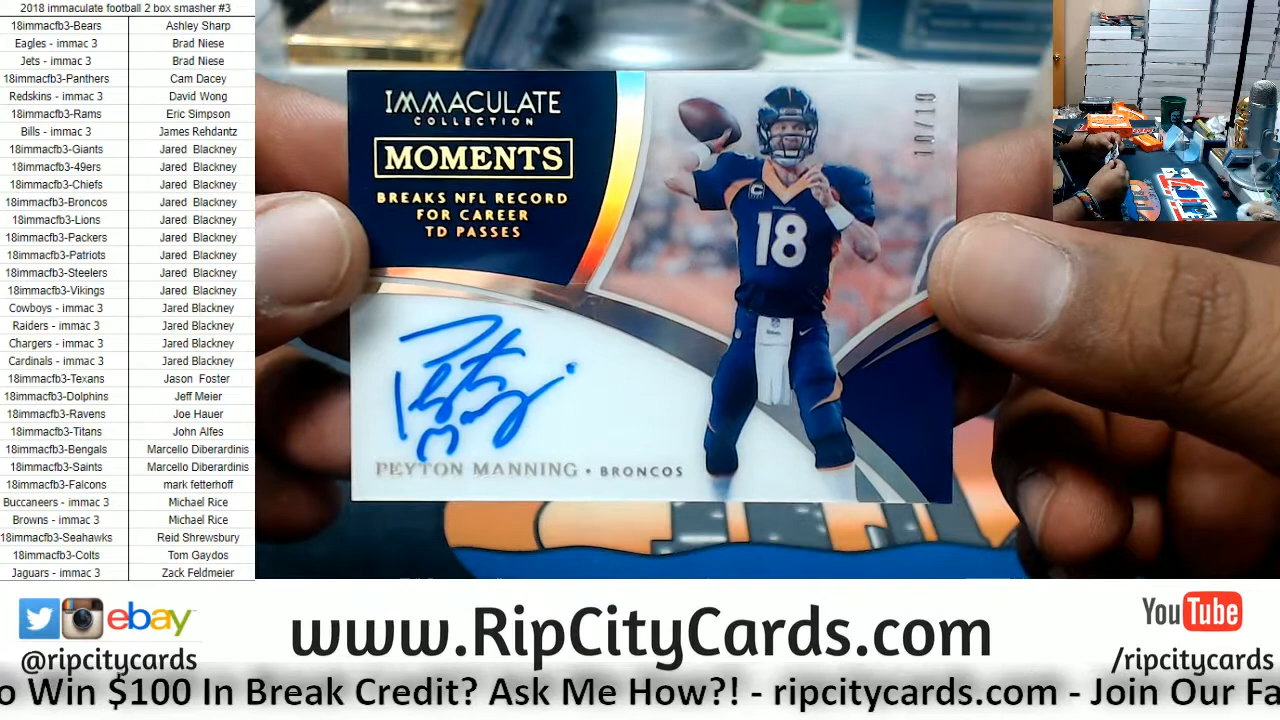 2018 immaculate football 2 box smasher #3
18immacfb3-Bears Ashley Sharp
Eagles - immac 3 Brad Niese
Jets - immac 3 Brad Niese
18immacfb3-Panthers Cam Dacey
Redskins - immac 3 David Wong
18immacfb3-Rams Eric Simpson
Bills - immac 3 James Rehdantz
18immacfb3-Giants Jared Blackney
18immacfb3-49ers Jared Blackney
18immacfb3-Chiefs Jared Blackney
18immacfb3-Broncos Jared Blackney
18immacfb3-Lions Jared Blackney
18immacfb3-Packers Jared Blackney
18immacfb3-Patriots Jared Blackney
18immacfb3-Steelers Jared Blackney
18immacfb3-Vikings Jared Blackney
Cowboys - immac 3 Jared Blackney
Raiders - immac 3 Jared Blackney
Chargers - immac 3 Jared Blackney
Cardinals - immac 3 Jared Blackney
18immacfb3-Texans Jason Foster
18immacfb3-Dolphins Jeff Meier
18immacfb3-Ravens Joe Hauer
18immacfb3-Titans John Alfes
18immacfb3-Bengals Marcello Diberardinis
18immacfb3-Saints Marcello Diberardinis
18immacfb3-Falcons mark fetterhoff
Buccaneers - immac 3 Michael Rice
Browns - immac 3 Michael Rice
18immacfb3-Seahawks Reid Shrewsbury
18immacfb3-Colts Tom Gaydos
Jaguars - immac 3 Zack Feldmeier
IMMACULATE
COLLECTION
MOMENTS
BREAKS NFL RECORD
FOR CAREER
TD PASSES
18
10/10
Peyton
Manning
PEYTON MANNING • BRONCOS
ebay
@ripcitycards
www.RipCityCards.com
YouTube
/ripcitycards
o Win $100 In Break Credit? Ask Me How?! - ripcitycards.com - Join Our Fa